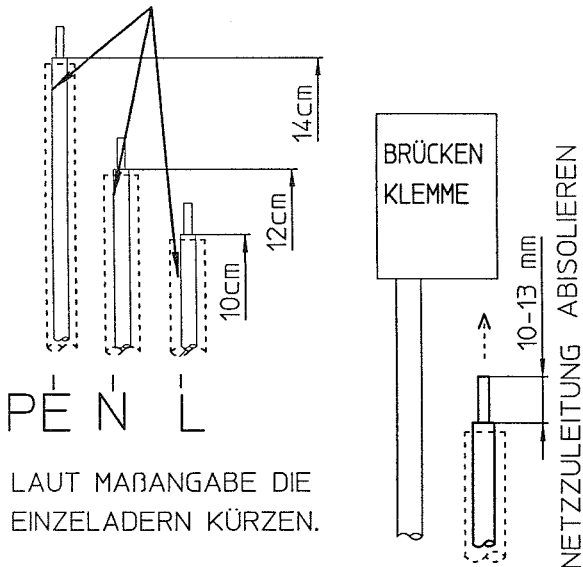 14cm
12cm
10cm
PE N L
LAUT MAßANGABE DIE
EINZELADERN KÜRZEN.
BRÜCKEN
KLEMME
10-13 mm
NETZZULEITUNG ABISOLIEREN